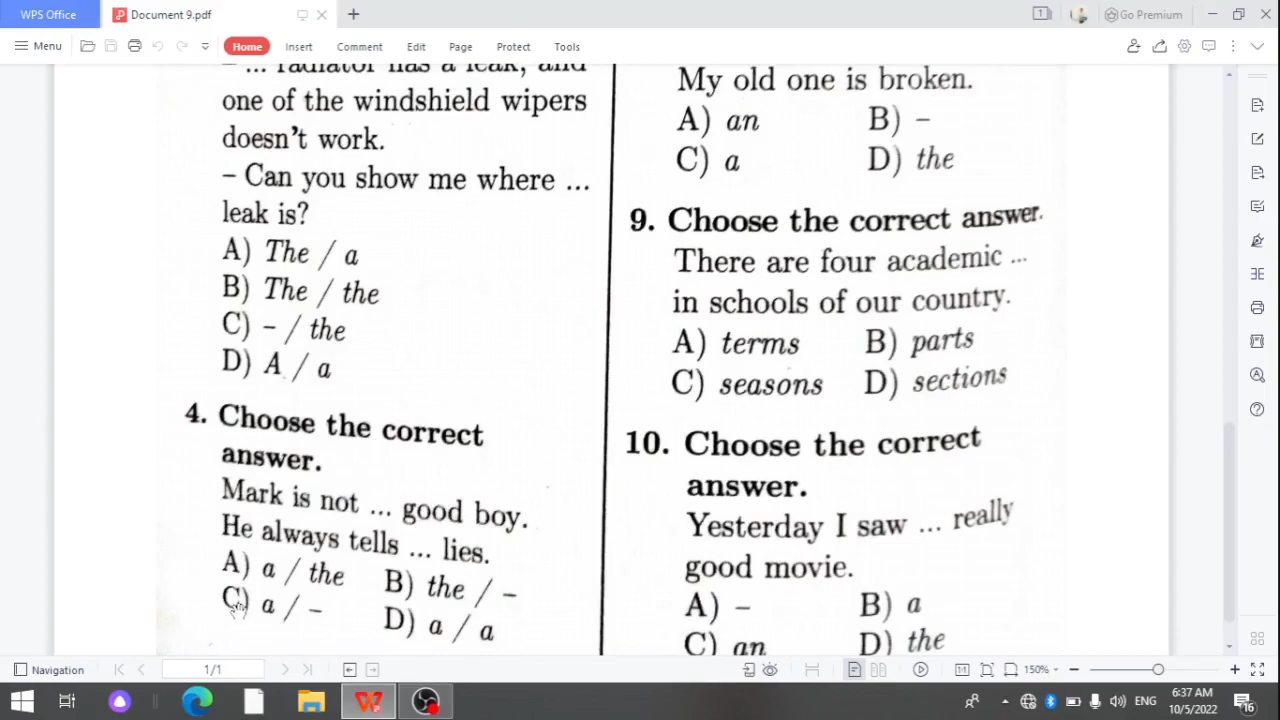 WPS Office
Document 9.pdf
Go Premium
Menu
Home
Insert
Comment
Edit
Page
Protect
Tools
– ... radiator has a leak, and
one of the windshield wipers
doesn't work.
– Can you show me where ...
leak is?
A) The / a
B) The / the
C) - / the
D) A / a
4. Choose the correct
answer.
Mark is not ... good boy.
He always tells ... lies.
A) a / the B) the / –
C) a / – D) a / a
My old one is broken.
A) an B) –
C) a D) the
9. Choose the correct answer.
There are four academic ...
in schools of our country.
A) terms B) parts
C) seasons D) sections
10. Choose the correct
answer.
Yesterday I saw ... really
good movie.
A) – B) a
C) an D) the
Navigation
1/1
150%
ENG
6:37 AM
10/5/2022
16